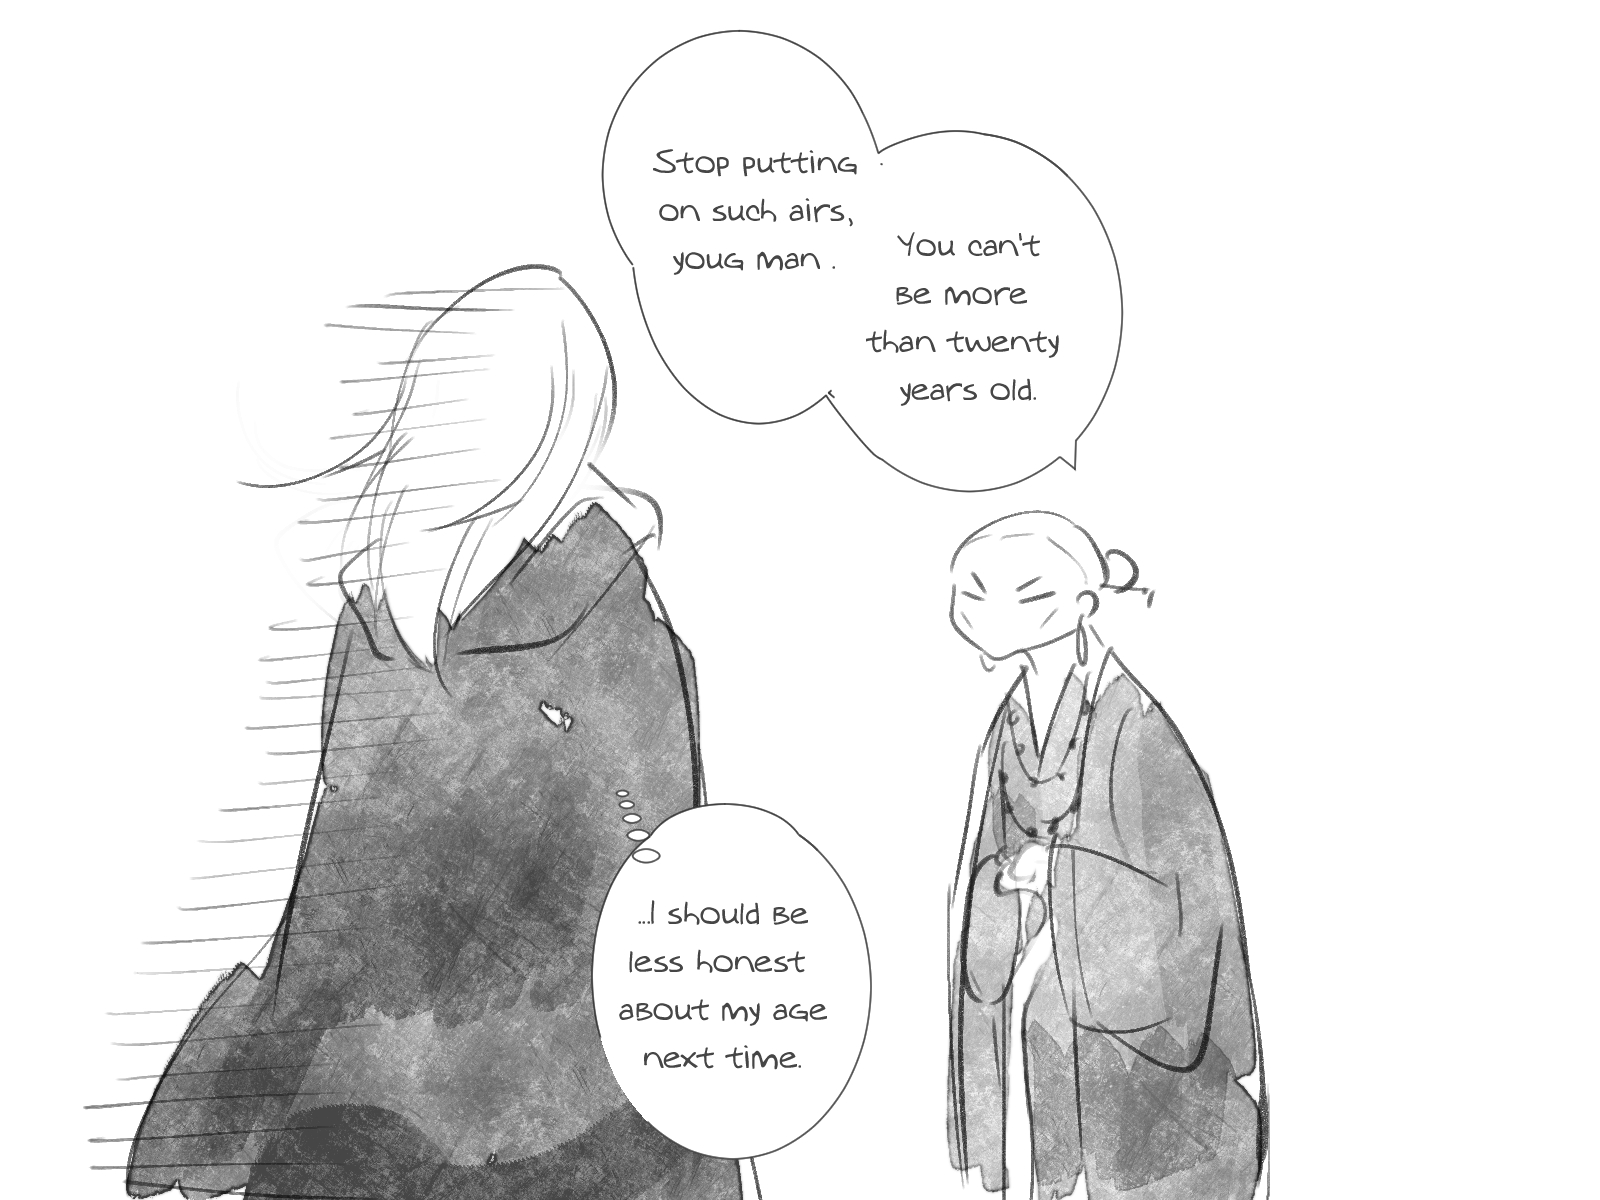 Stop putting
on such airs,
youg man .
You can't
Be more
than twenty
years old.
...I should Be
less honest
about my age
next time.